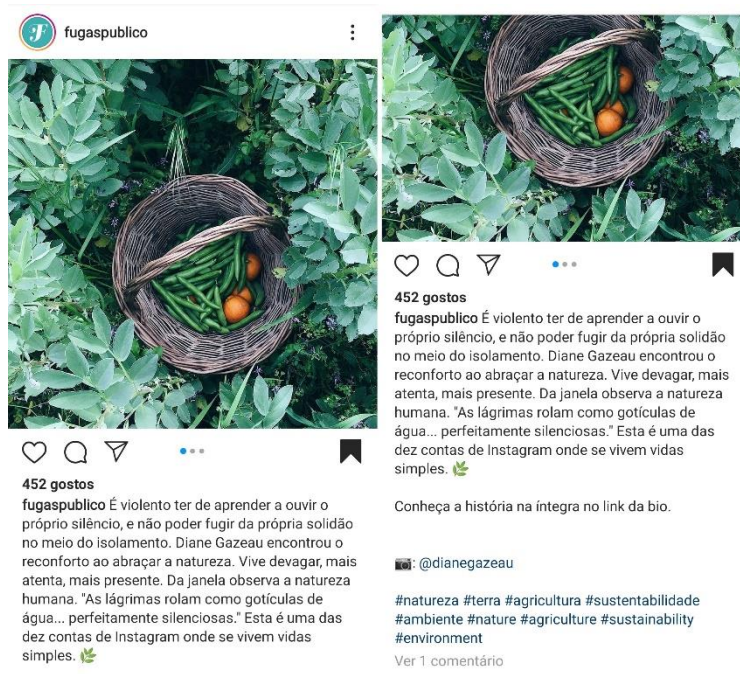 fugaspublico
452 gostos
fugaspublico É violento ter de aprender a ouvir o
próprio silêncio, e não poder fugir da própria solidão
no meio do isolamento. Diane Gazeau encontrou o
reconforto ao abraçar a natureza. Vive devagar, mais
atenta, mais presente. Da janela observa a natureza
humana. "As lágrimas rolam como gotículas de
água... perfeitamente silenciosas." Esta é uma das
dez contas de Instagram onde se vivem vidas
simples. 🌿
452 gostos
fugaspublico É violento ter de aprender a ouvir o
próprio silêncio, e não poder fugir da própria solidão
no meio do isolamento. Diane Gazeau encontrou o
reconforto ao abraçar a natureza. Vive devagar, mais
atenta, mais presente. Da janela observa a natureza
humana. "As lágrimas rolam como gotículas de
água... perfeitamente silenciosas." Esta é uma das
dez contas de Instagram onde se vivem vidas
simples. 🌿
Conheça a história na íntegra no link da bio.
📷: @dianegazeau
#natureza #terra #agricultura #sustentabilidade
#ambiente #nature #agriculture #sustainability
#environment
Ver 1 comentário